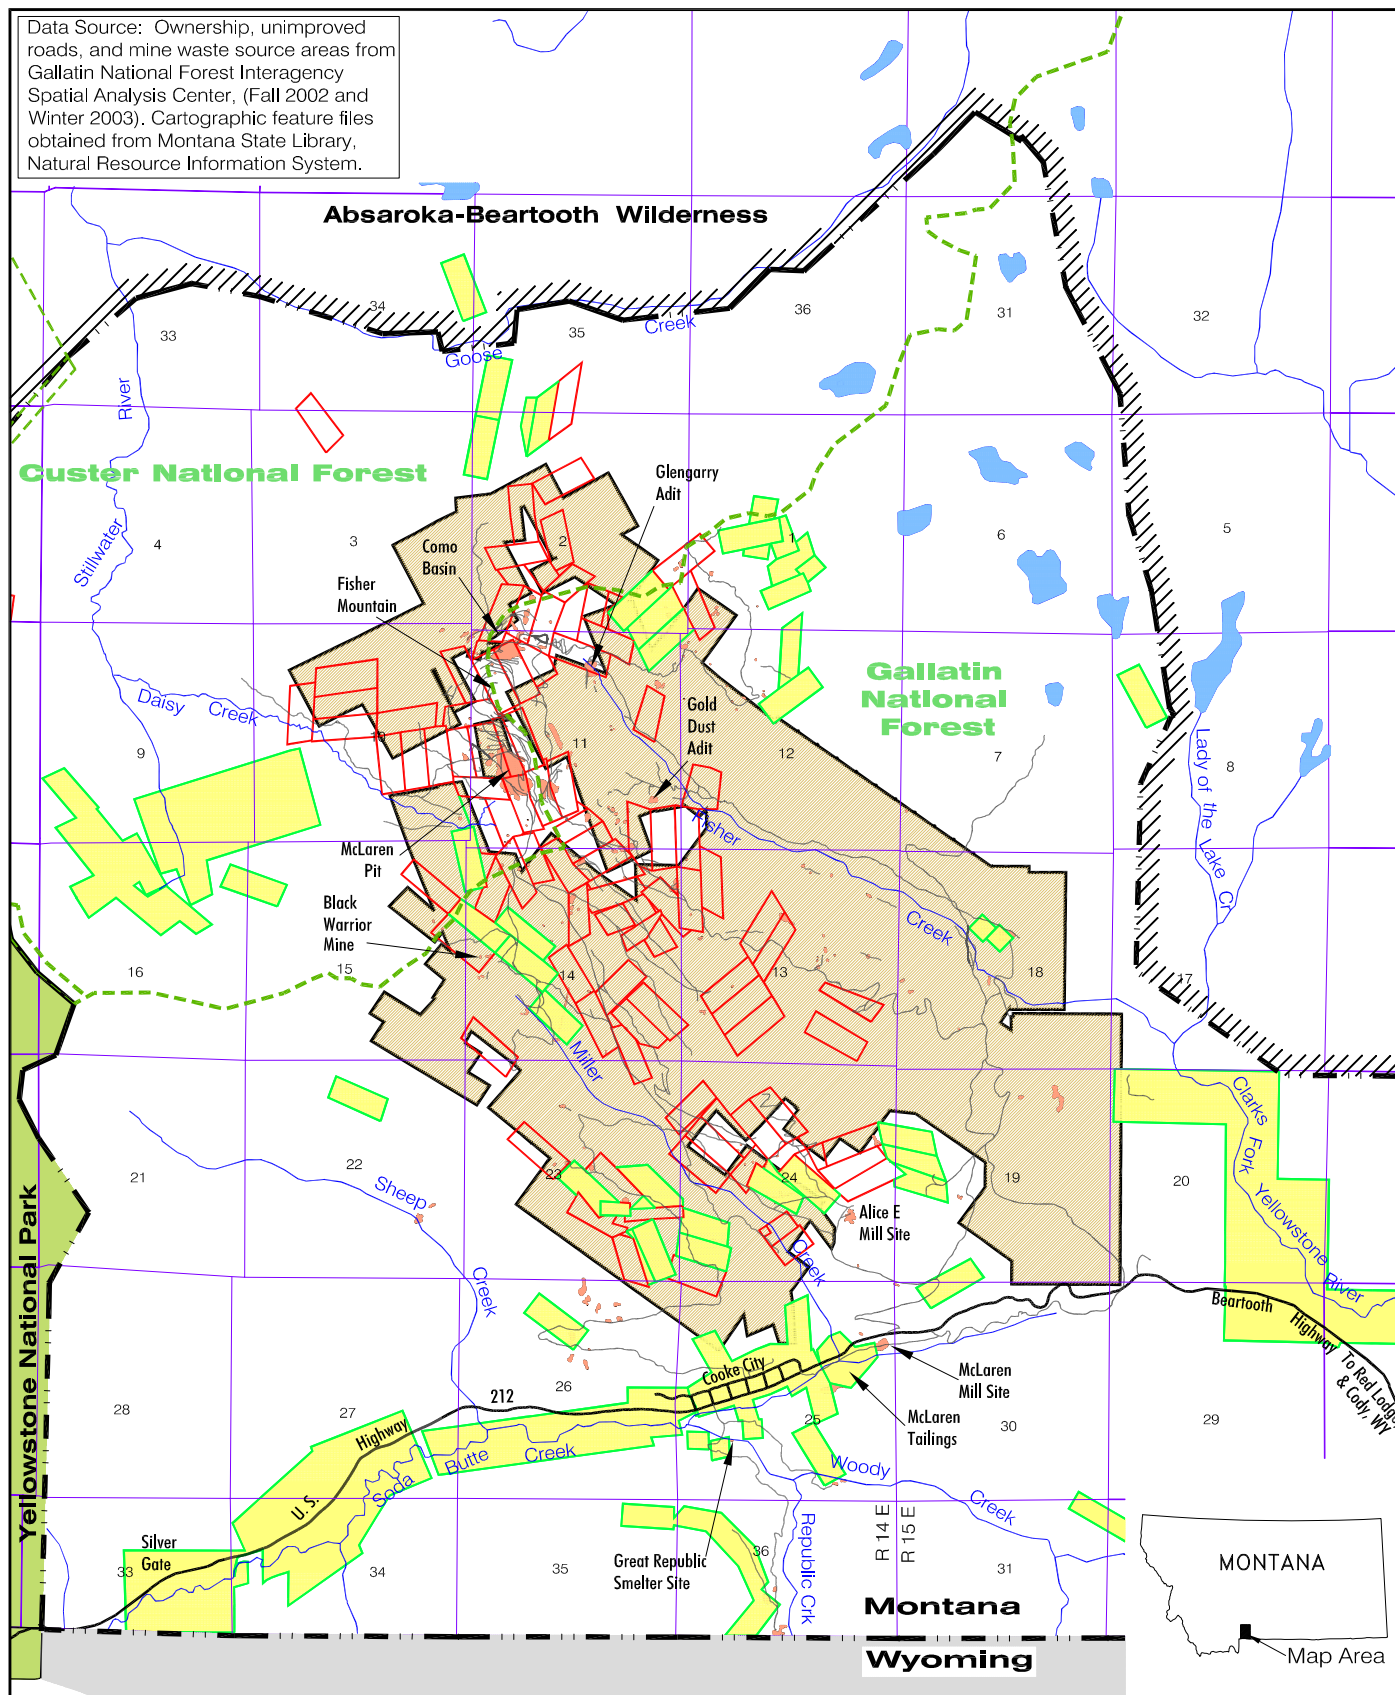 Data Source: Ownership, unimproved
roads, and mine waste source areas from
Gallatin National Forest Interagency
Spatial Analysis Center, (Fall 2002 and
Winter 2003). Cartographic feature files
obtained from Montana State Library,
Natural Resource Information System.
Absaroka-Beartooth Wilderness
33
34
35
36
31
32
Goose
Creek
River
Custer National Forest
Stillwater
4
3
2
1
6
5
Glengarry
Adit
Como
Basin
Fisher
Mountain
Gallatin
National
Forest
Daisy
Creek
9
10
11
12
7
8
Gold
Dust
Adit
Lady of the Lake Cr
McLaren
Pit
Fisher
Creek
Black
Warrior
Mine
16
15
14
13
18
17
Miller
Creek
Clarks
Fork
Yellowstone
River
21
22
23
24
19
20
Sheep
Creek
Alice E
Mill Site
Yellowstone National Park
Beartooth
Highway
To Red Lodge,
& Cody, WY
Cooke City
McLaren
Mill Site
McLaren
Tailings
28
27
26
25
30
29
212
Highway
U. S.
Soda
Butte
Creek
Woody
Creek
Silver
Gate
33
34
35
36
31
Great Republic
Smelter Site
Republic Crk
R 14 E
R 15 E
Montana
Wyoming
MONTANA
Map Area